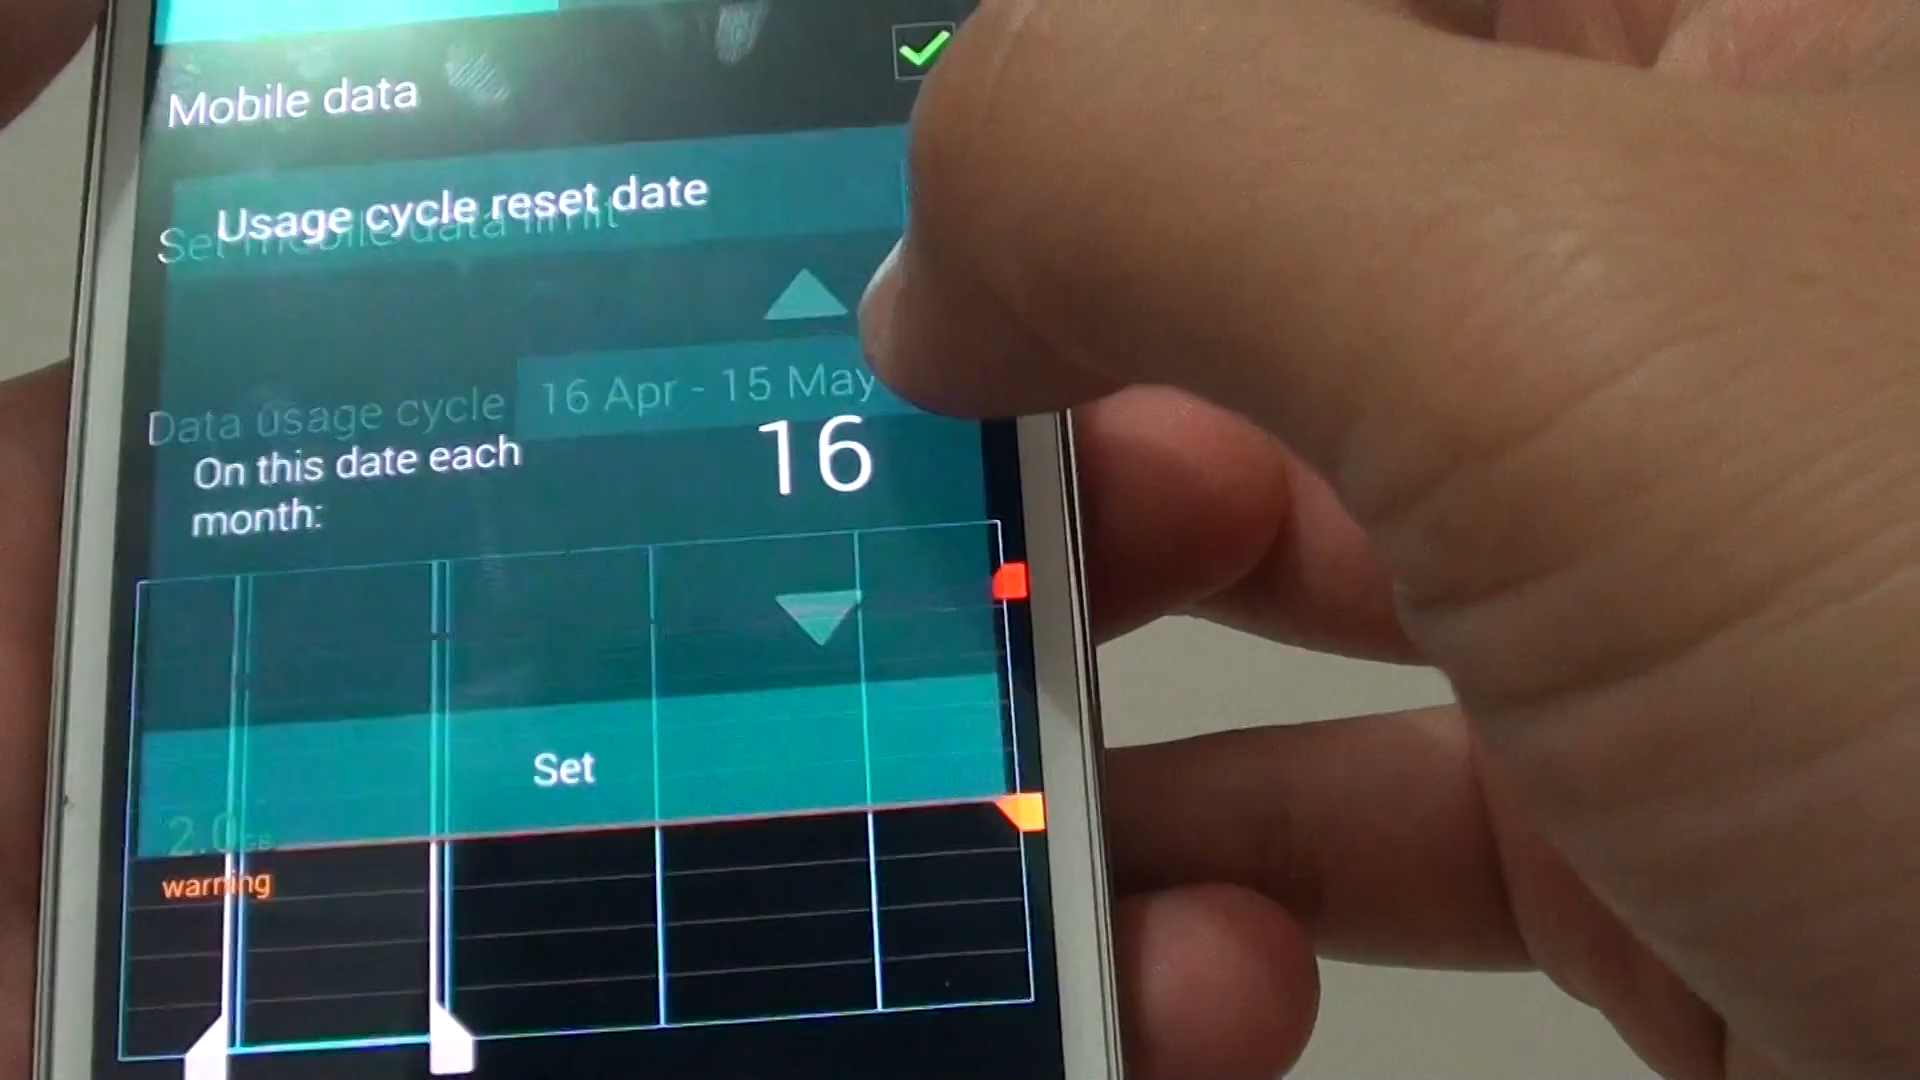 Mobile data
Usage cycle reset date
Set mobile data limit
Data usage cycle 16 Apr - 15 May
On this date each
month:
16
Set
2.0GB
warning